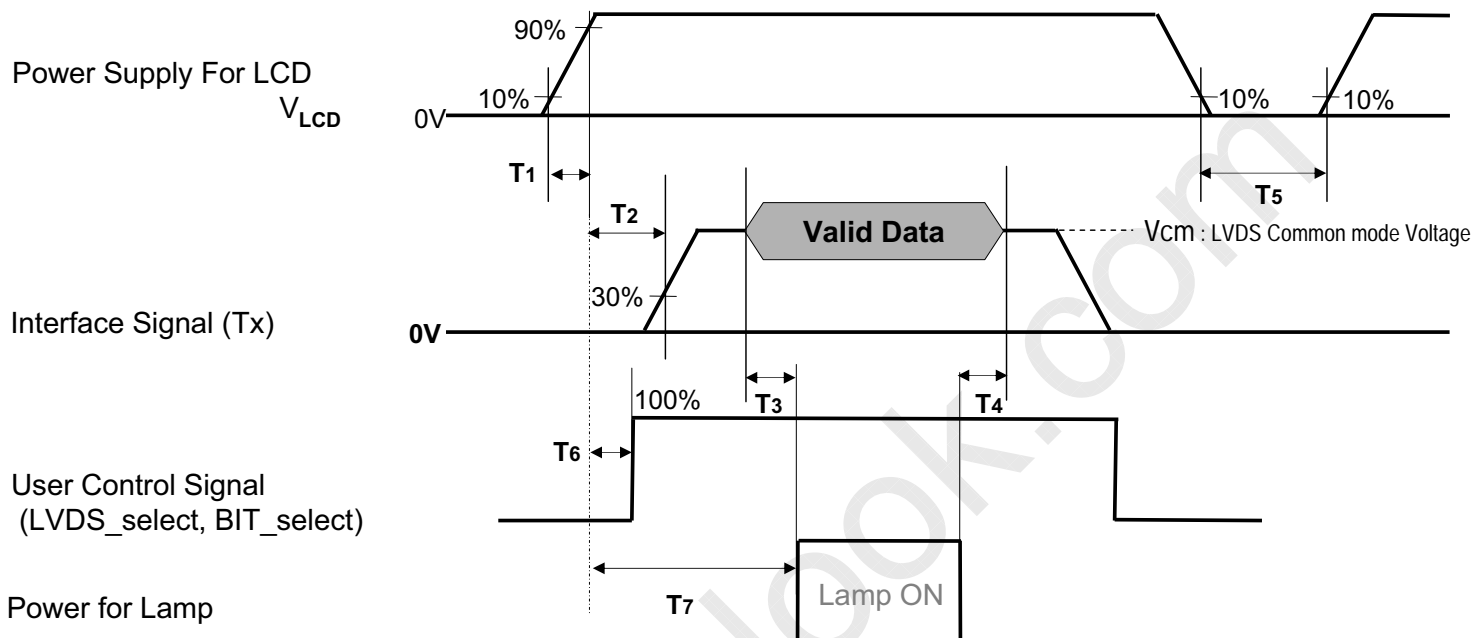 90%
Power Supply For LCD
10%
10%
10%
VLCD
0V
T1
T5
T2
Valid Data
Vcm : LVDS Common mode Voltage
30%
Interface Signal (Tx)
0V
T3
T4
100%
T6
User Control Signal
(LVDS_select, BIT_select)
T7
Lamp ON
Power for Lamp
look.com